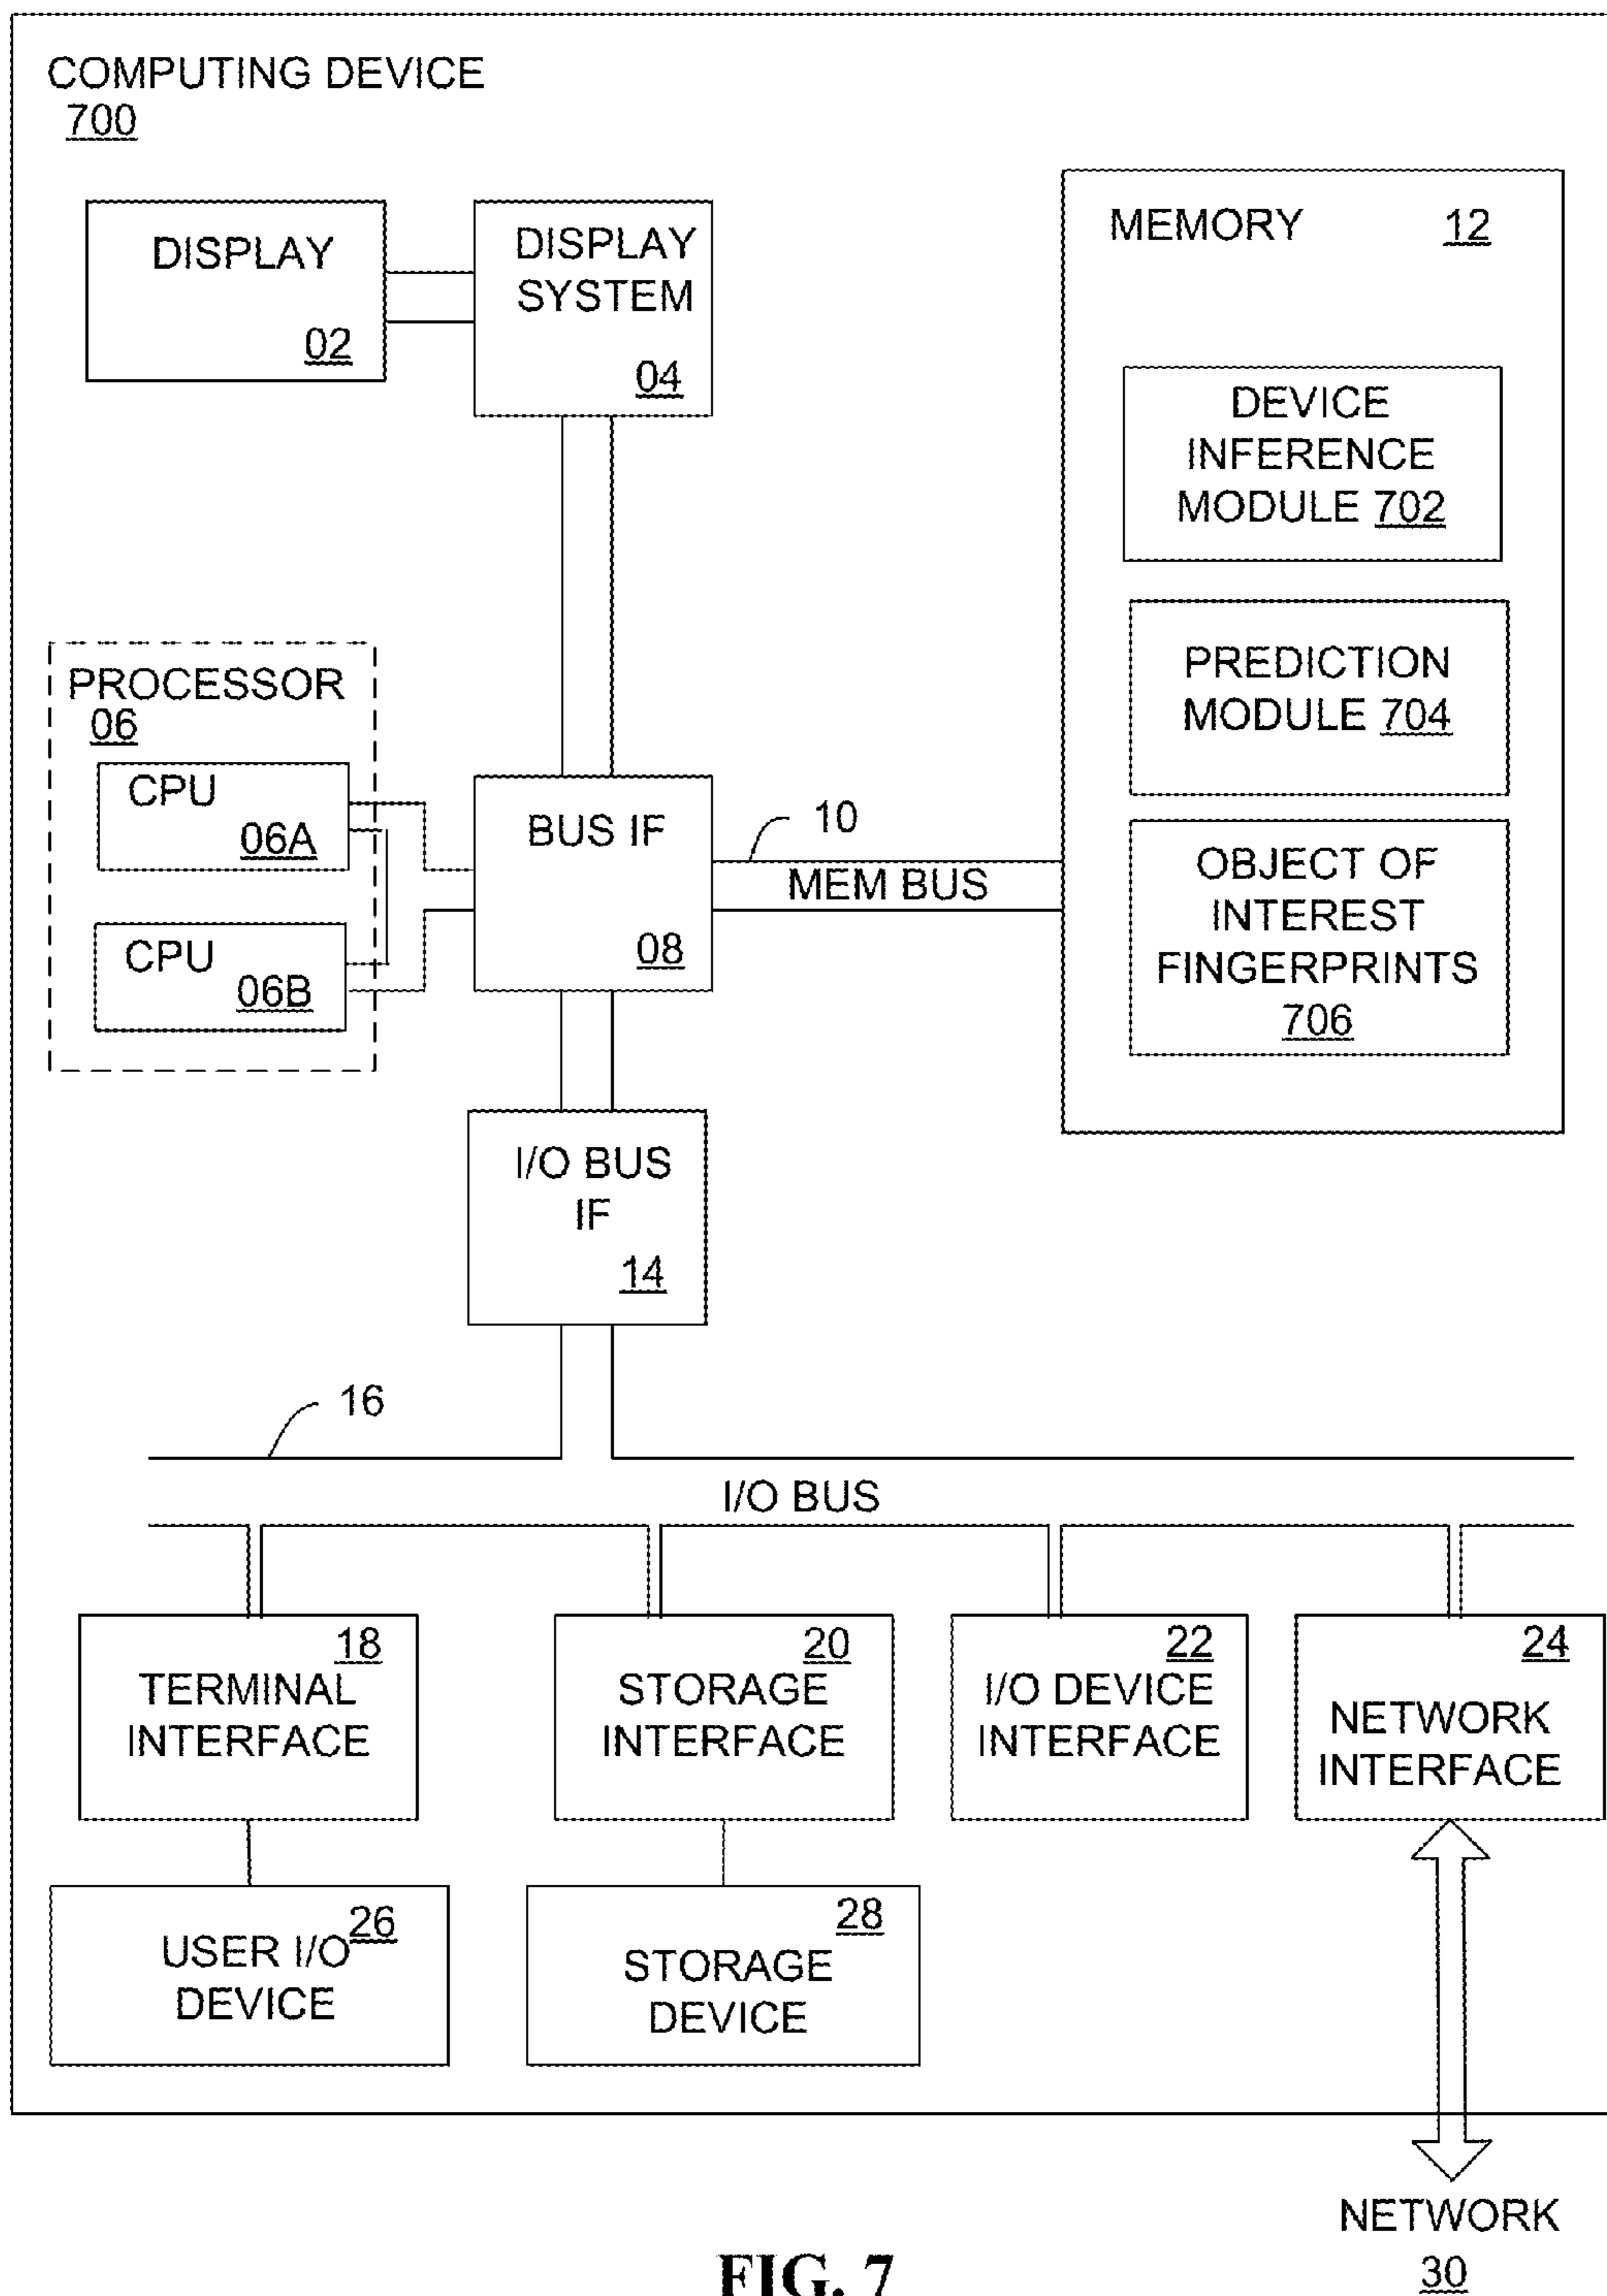 COMPUTING DEVICE
700
DISPLAY
02
DISPLAY
SYSTEM
04
MEMORY 12
DEVICE
INFERENCE
MODULE 702
PREDICTION
MODULE 704
OBJECT OF
INTEREST
FINGERPRINTS
706
PROCESSOR
06
CPU
06A
CPU
06B
BUS IF
08
10
MEM BUS
I/O BUS
IF
14
16
I/O BUS
18
TERMINAL
INTERFACE
20
STORAGE
INTERFACE
22
I/O DEVICE
INTERFACE
24
NETWORK
INTERFACE
26
USER I/O
DEVICE
28
STORAGE
DEVICE
NETWORK
30
FIG. 7